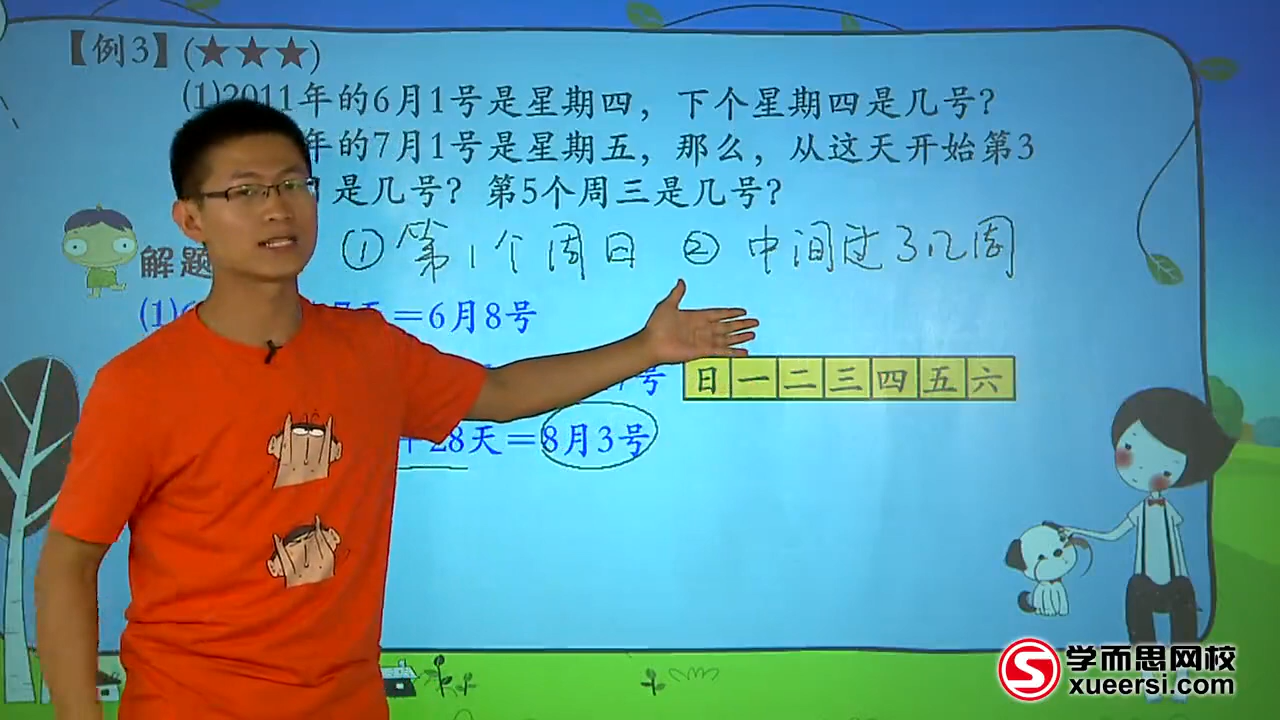 【例3】(★★★)
(1)2011年的6月1号是星期四，下个星期四是几号？
年的7月1号是星期五，那么，从这天开始第3
是几号？第5个周三是几号？
解题
①第1个周日 ②中间过了几周
(1)6 ＝6月8号
号 日 一 二 三 四 五 六
+28天＝8月3号
学而思网校
xueersi.com